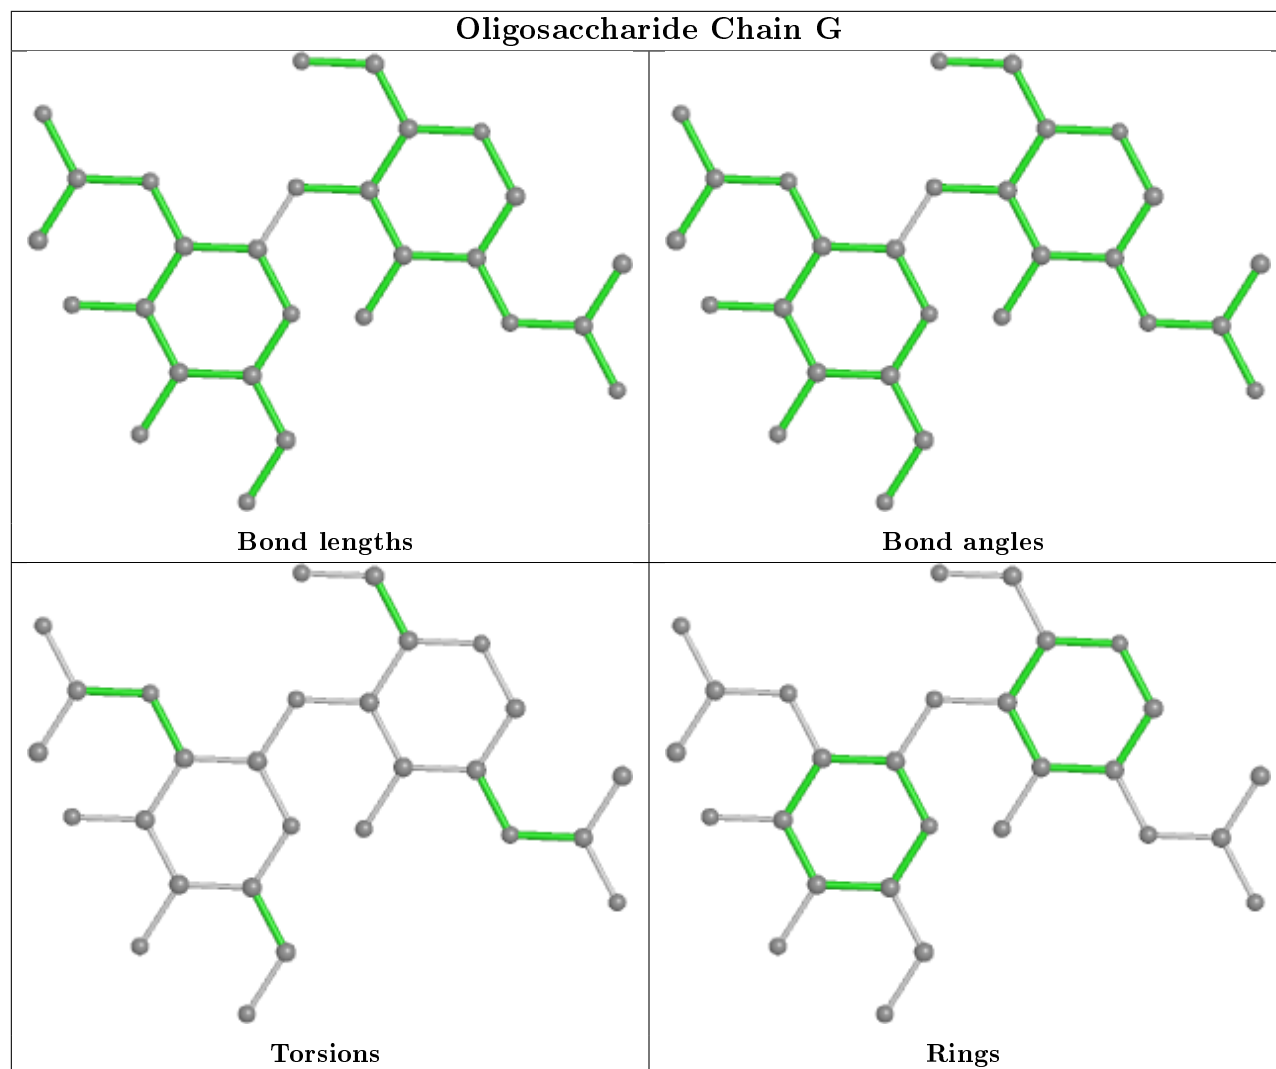 Oligosaccharide Chain G
Bond lengths
Bond angles
Torsions
Rings